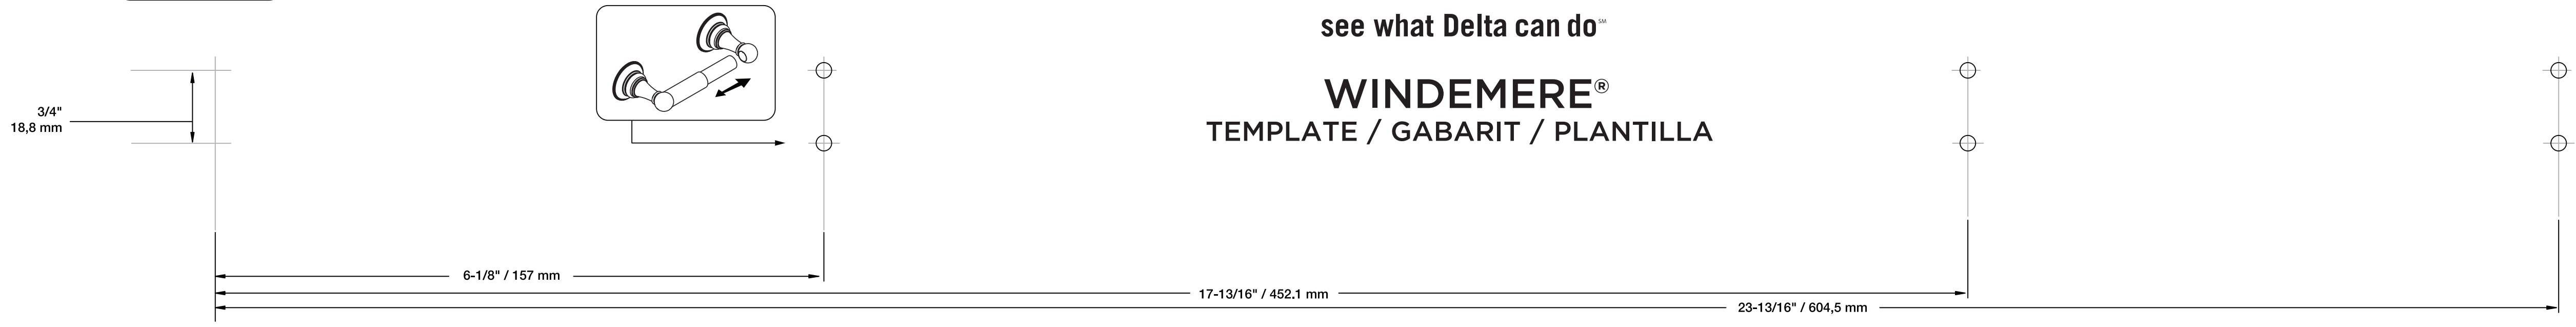 see what Delta can do℠
WINDEMERE®
TEMPLATE / GABARIT / PLANTILLA
3/4"
18,8 mm
6-1/8" / 157 mm
17-13/16" / 452.1 mm
23-13/16" / 604,5 mm